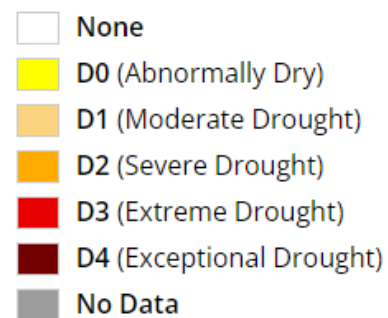 None
D0 (Abnormally Dry)
D1 (Moderate Drought)
D2 (Severe Drought)
D3 (Extreme Drought)
D4 (Exceptional Drought)
No Data